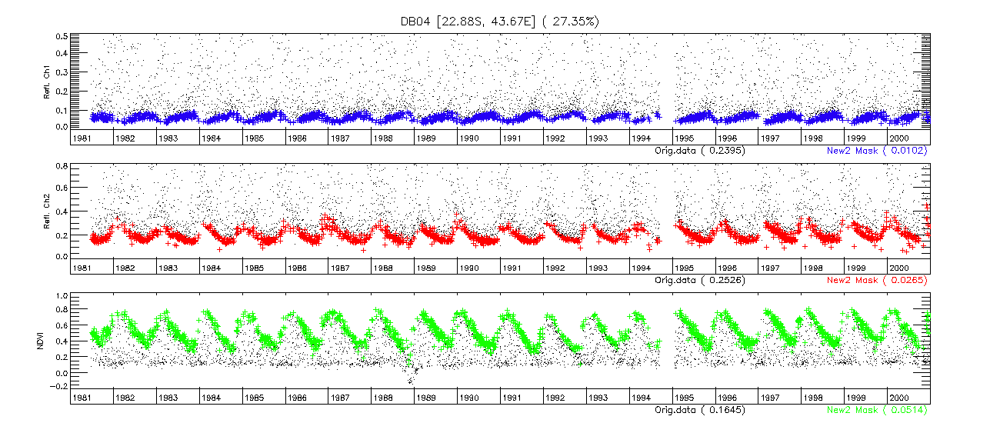 DB04 [22.88S, 43.67E] ( 27.35%)
0.5
0.4
0.3
0.2
0.1
0.0
Refl. Ch1
1981 1982 1983 1984 1985 1986 1987 1988 1989 1990 1991 1992 1993 1994 1995 1996 1997 1998 1999 2000
Orig.data ( 0.2395) New2 Mask ( 0.0102)
0.8
0.6
0.4
0.2
0.0
Refl. Ch2
1981 1982 1983 1984 1985 1986 1987 1988 1989 1990 1991 1992 1993 1994 1995 1996 1997 1998 1999 2000
Orig.data ( 0.2526) New2 Mask ( 0.0265)
1.0
0.8
0.6
0.4
0.2
0.0
-0.2
NDVI
1981 1982 1983 1984 1985 1986 1987 1988 1989 1990 1991 1992 1993 1994 1995 1996 1997 1998 1999 2000
Orig.data ( 0.1645) New2 Mask ( 0.0514)